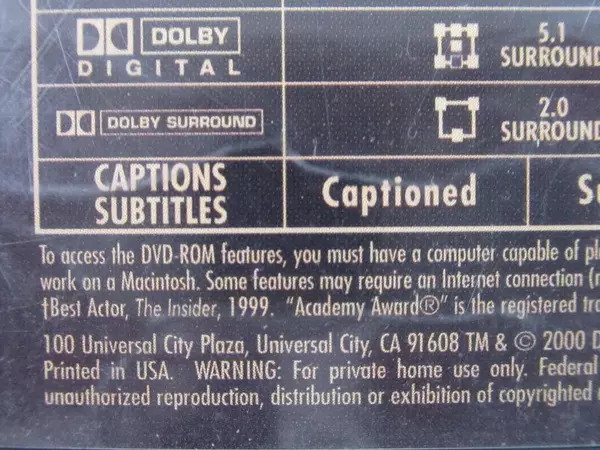 DOLBY 5.1
DIGITAL SURROUND
DOLBY SURROUND 2.0
SURROUND
CAPTIONS
SUBTITLES Captioned
To access the DVD-ROM features, you must have a computer capable of
work on a Macintosh. Some features may require an Internet connection
†Best Actor, The Insider, 1999. "Academy Award®" is the registered
100 Universal City Plaza, Universal City, CA 91608 TM & © 2000 D
Printed in USA. WARNING: For private home use only. Federal
unauthorized reproduction, distribution or exhibition of copyrighted